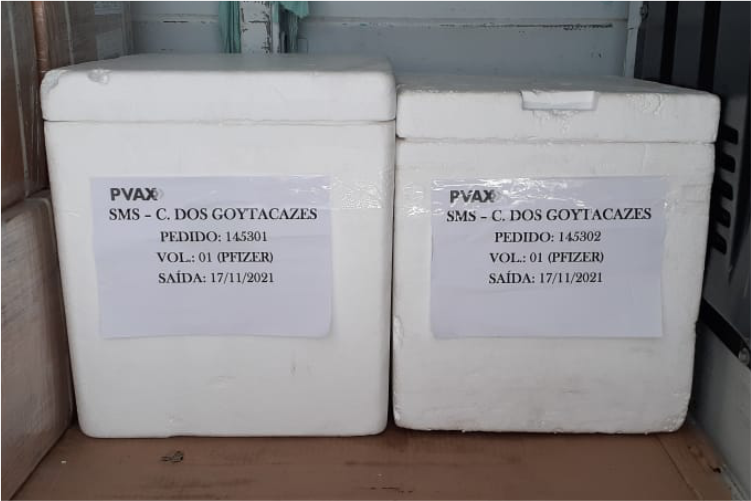 PVAX
SMS – C. DOS GOYTACAZES
PEDIDO: 145301
VOL.: 01 (PFIZER)
SAÍDA: 17/11/2021
PVAX
SMS – C. DOS GOYTACAZES
PEDIDO: 145302
VOL.: 01 (PFIZER)
SAÍDA: 17/11/2021